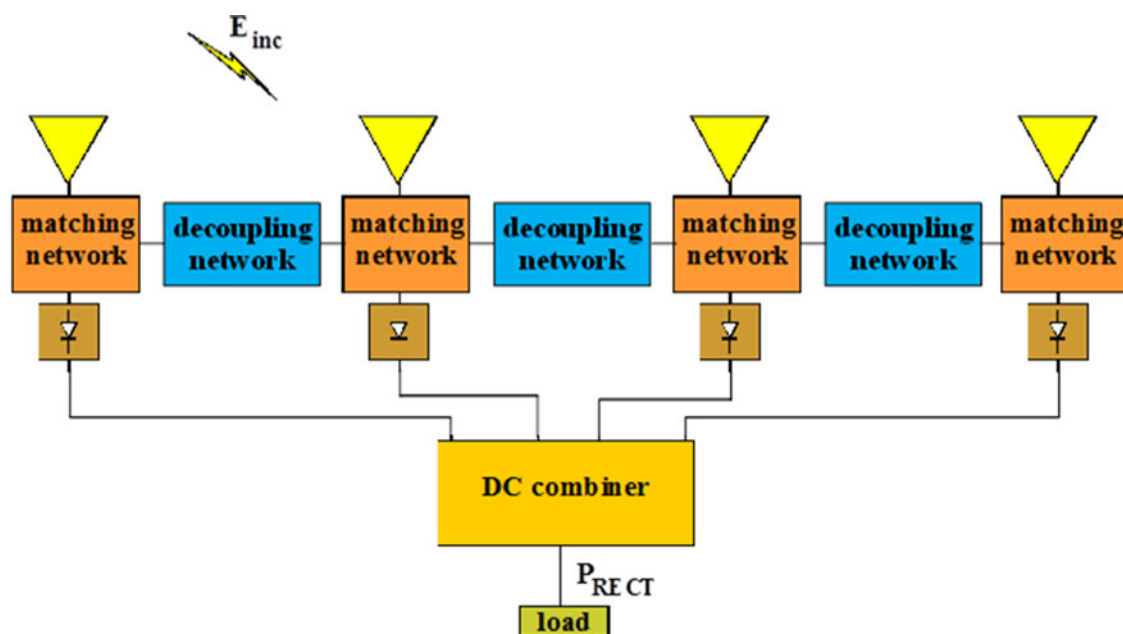 E inc
matching
network
decoupling
network
matching
network
decoupling
network
matching
network
decoupling
network
matching
network
DC combiner
P RECT
load